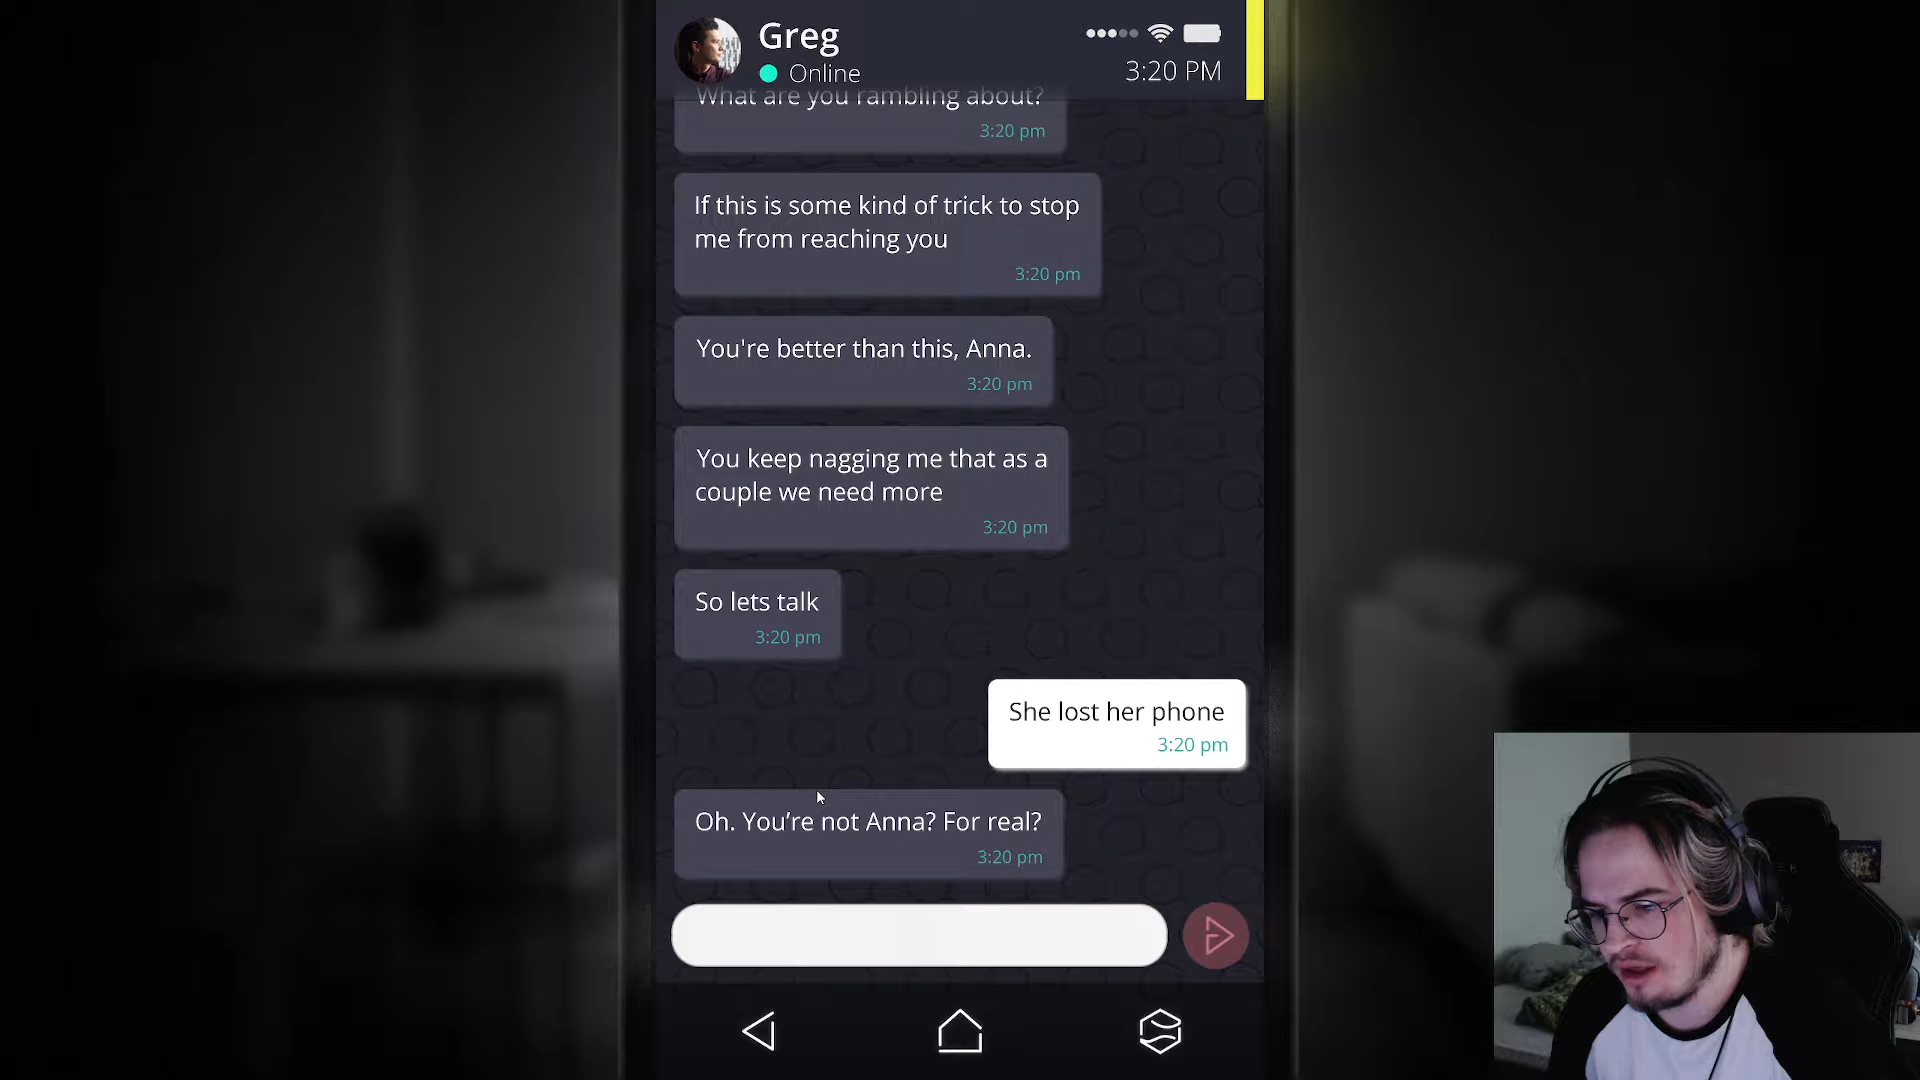 Greg
Online
3:20 PM
What are you rambling about?
3:20 pm
If this is some kind of trick to stop
me from reaching you
3:20 pm
You're better than this, Anna.
3:20 pm
You keep nagging me that as a
couple we need more
3:20 pm
So lets talk
3:20 pm
She lost her phone
3:20 pm
Oh. You’re not Anna? For real?
3:20 pm